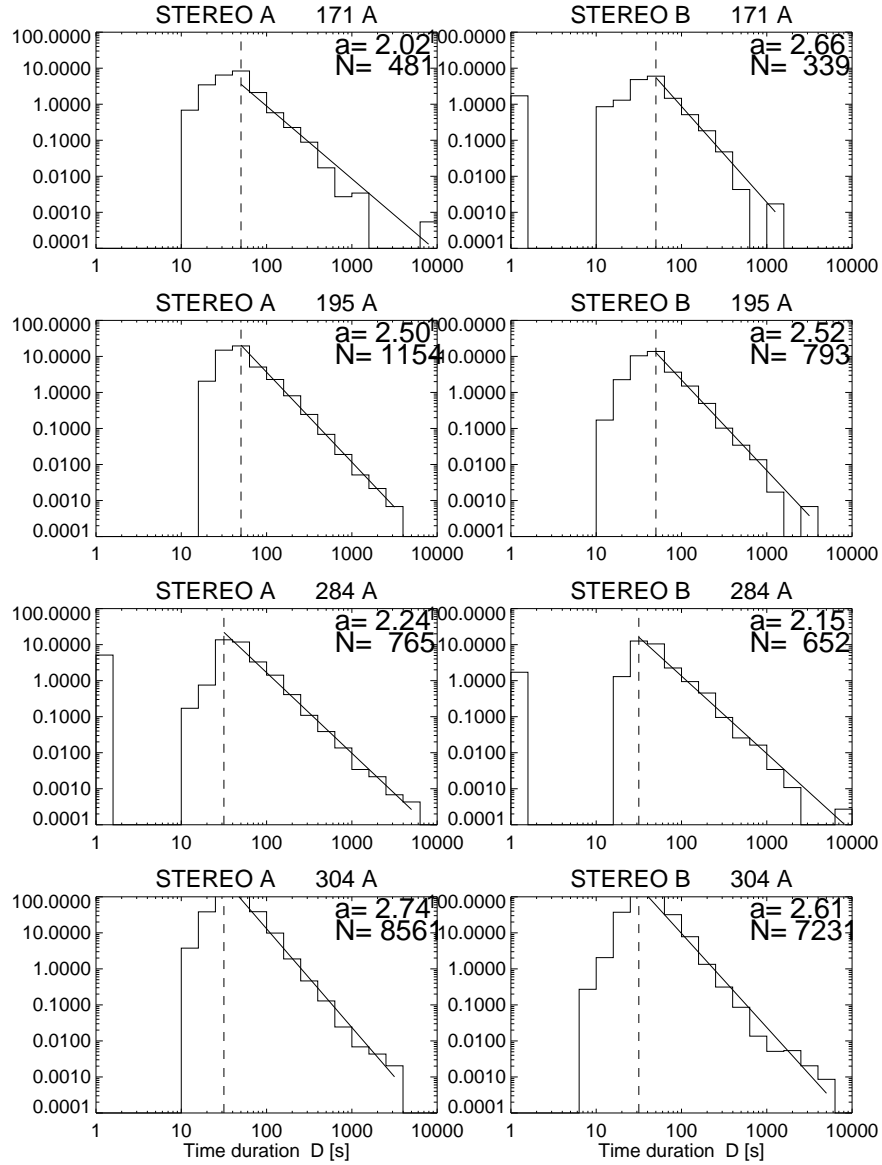 STEREO A 171 A
a= 2.02
N= 481
100.0000
10.0000
1.0000
0.1000
0.0100
0.0010
0.0001
1 10 100 1000 10000
STEREO B 171 A
a= 2.66
N= 339
100.0000
10.0000
1.0000
0.1000
0.0100
0.0010
0.0001
1 10 100 1000 10000
STEREO A 195 A
a= 2.50
N= 1154
100.0000
10.0000
1.0000
0.1000
0.0100
0.0010
0.0001
1 10 100 1000 10000
STEREO B 195 A
a= 2.52
N= 793
100.0000
10.0000
1.0000
0.1000
0.0100
0.0010
0.0001
1 10 100 1000 10000
STEREO A 284 A
a= 2.24
N= 765
100.0000
10.0000
1.0000
0.1000
0.0100
0.0010
0.0001
1 10 100 1000 10000
STEREO B 284 A
a= 2.15
N= 652
100.0000
10.0000
1.0000
0.1000
0.0100
0.0010
0.0001
1 10 100 1000 10000
STEREO A 304 A
a= 2.74
N= 8561
100.0000
10.0000
1.0000
0.1000
0.0100
0.0010
0.0001
1 10 100 1000 10000
Time duration D [s]
STEREO B 304 A
a= 2.61
N= 7231
100.0000
10.0000
1.0000
0.1000
0.0100
0.0010
0.0001
1 10 100 1000 10000
Time duration D [s]